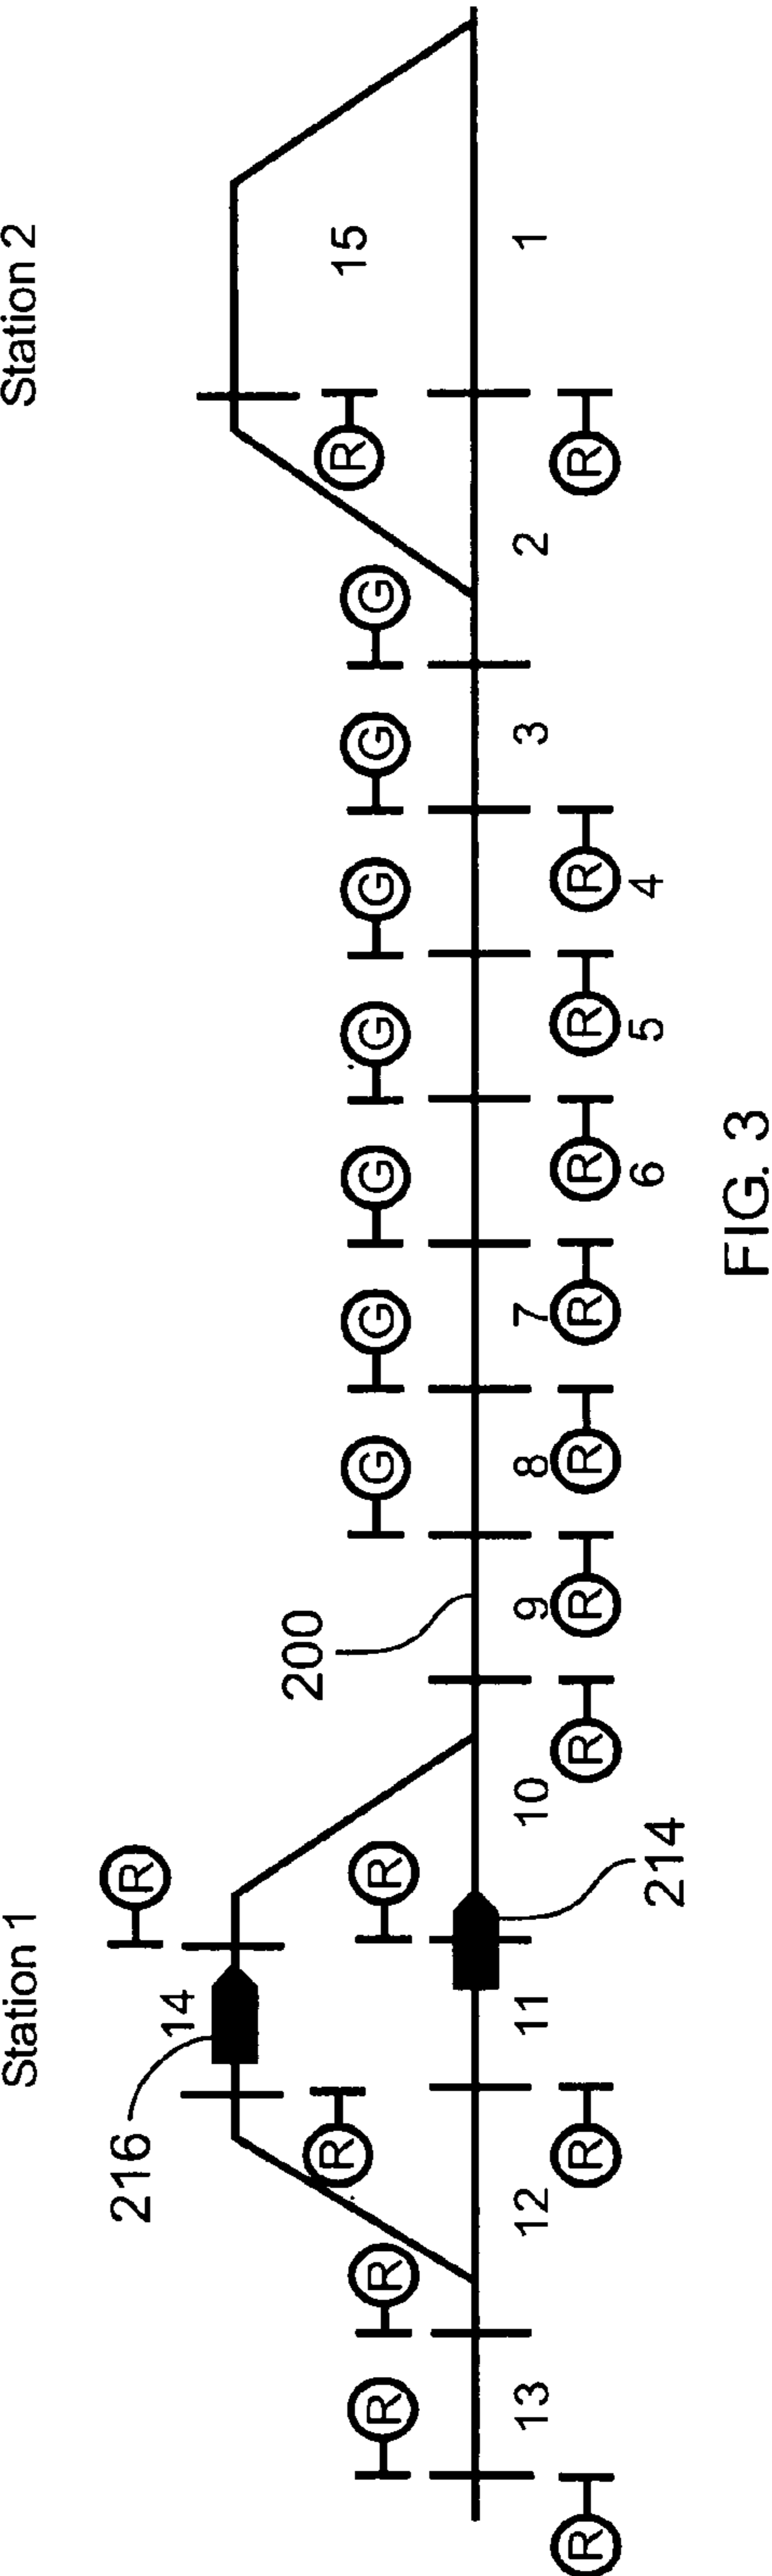 Station 1 Station 2
216 R
14
200
R R 15
R R R G G G G G G G
13 12 11 10 9 8 7 3 2 1
R R R R R R R R R R
214 6 5 4
FIG. 3